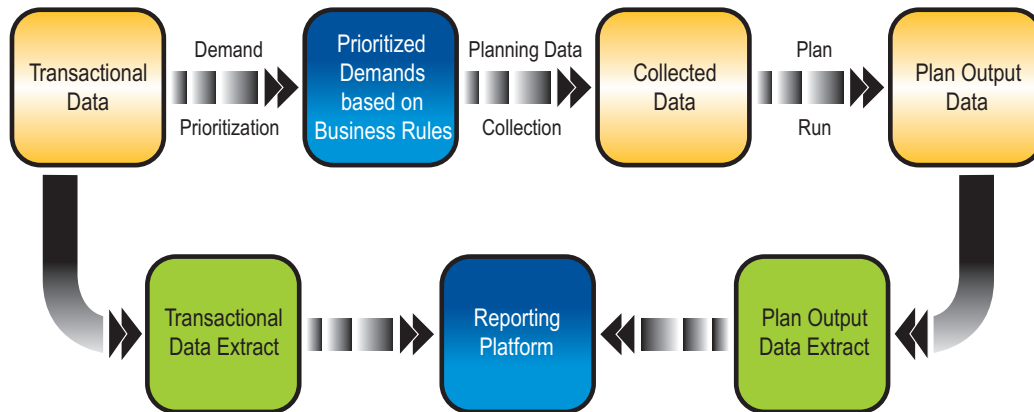 Transactional
Data
Demand
Prioritization
Prioritized
Demands
based on
Business Rules
Planning Data
Collection
Collected
Data
Plan
Run
Plan Output
Data
Transactional
Data Extract
Reporting
Platform
Plan Output
Data Extract